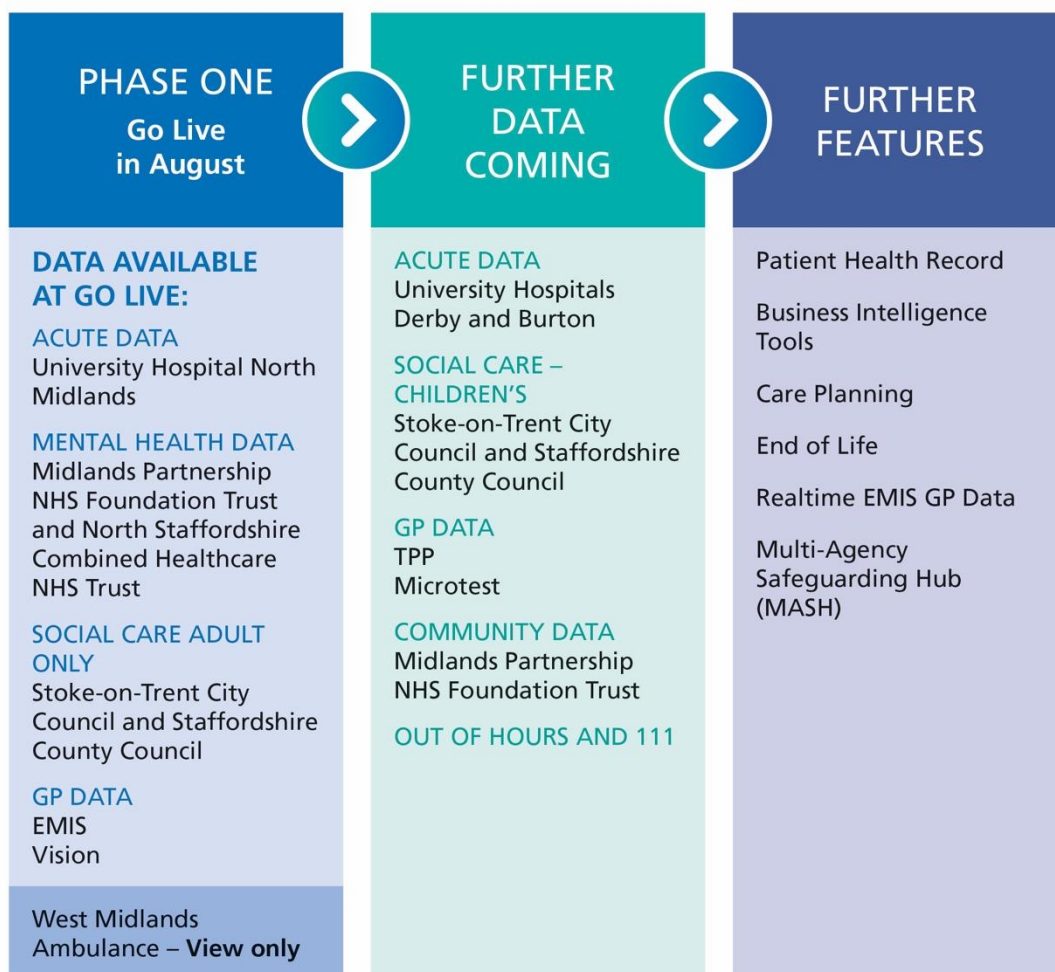 PHASE ONE
Go Live
in August
DATA AVAILABLE
AT GO LIVE:
ACUTE DATA
University Hospital North
Midlands
MENTAL HEALTH DATA
Midlands Partnership
NHS Foundation Trust
and North Staffordshire
Combined Healthcare
NHS Trust
SOCIAL CARE ADULT
ONLY
Stoke-on-Trent City
Council and Staffordshire
County Council
GP DATA
EMIS
Vision
West Midlands
Ambulance – View only
FURTHER
DATA
COMING
ACUTE DATA
University Hospitals
Derby and Burton
SOCIAL CARE –
CHILDREN'S
Stoke-on-Trent City
Council and Staffordshire
County Council
GP DATA
TPP
Microtest
COMMUNITY DATA
Midlands Partnership
NHS Foundation Trust
OUT OF HOURS AND 111
FURTHER
FEATURES
Patient Health Record
Business Intelligence
Tools
Care Planning
End of Life
Realtime EMIS GP Data
Multi-Agency
Safeguarding Hub
(MASH)